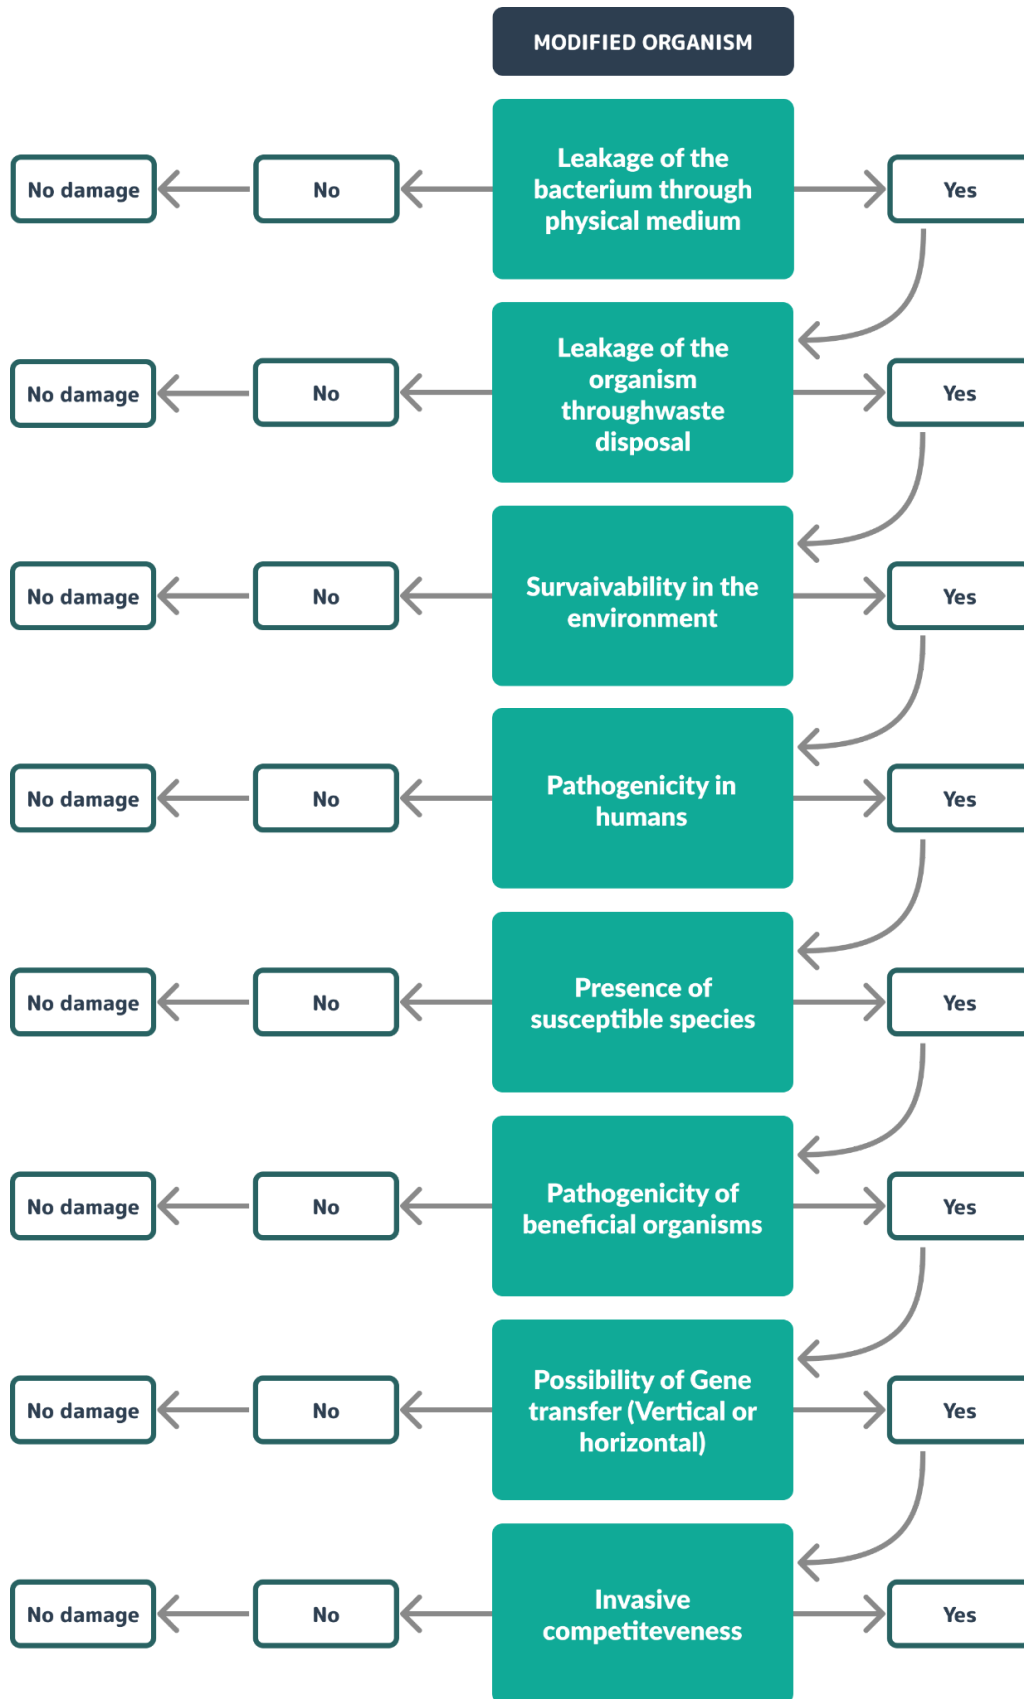 MODIFIED ORGANISM
Leakage of the
bacterium through
physical medium
No damage
No
Yes
Leakage of the
organism
throughwaste
disposal
No damage
No
Yes
Survaivability in the
environment
No damage
No
Yes
Pathogenicity in
humans
No damage
No
Yes
Presence of
susceptible species
No damage
No
Yes
Pathogenicity of
beneficial organisms
No damage
No
Yes
Possibility of Gene
transfer (Vertical or
horizontal)
No damage
No
Yes
Invasive
competiteveness
No damage
No
Yes